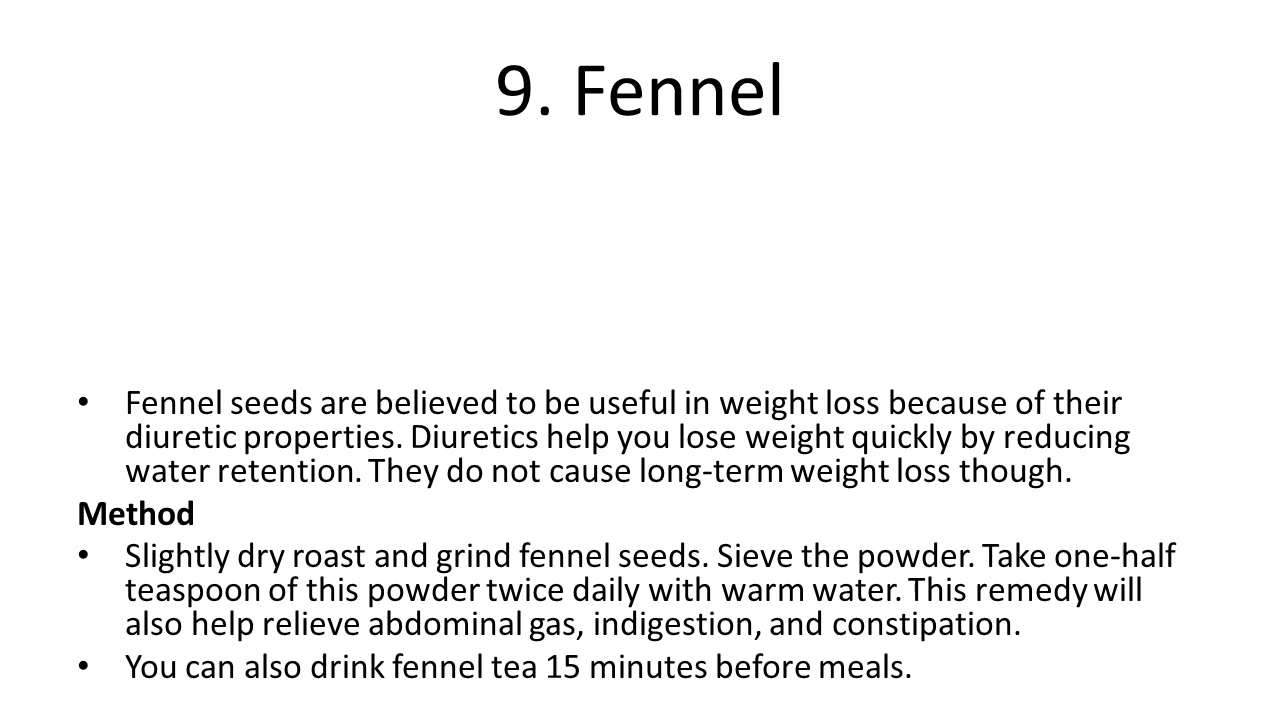 9. Fennel
• Fennel seeds are believed to be useful in weight loss because of their
diuretic properties. Diuretics help you lose weight quickly by reducing
water retention. They do not cause long-term weight loss though.
Method
• Slightly dry roast and grind fennel seeds. Sieve the powder. Take one-half
teaspoon of this powder twice daily with warm water. This remedy will
also help relieve abdominal gas, indigestion, and constipation.
• You can also drink fennel tea 15 minutes before meals.